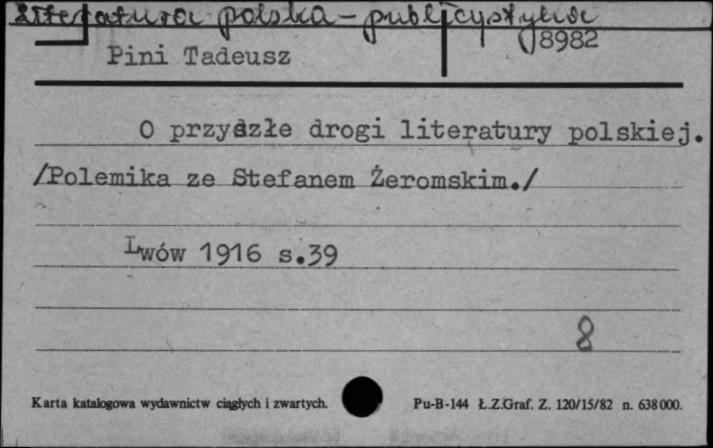 Literatura polska - publicystyka
8982
Pini Tadeusz
O przyszłe drogi literatury polskiej.
/Polemika ze Stefanem Żeromskim./
Lwów 1916 s.39
8
Karta katalogowa wydawnictw ciągłych i zwartych.
Pu-B-144 Ł.Z.Graf. Z. 120/15/82 n. 638000.